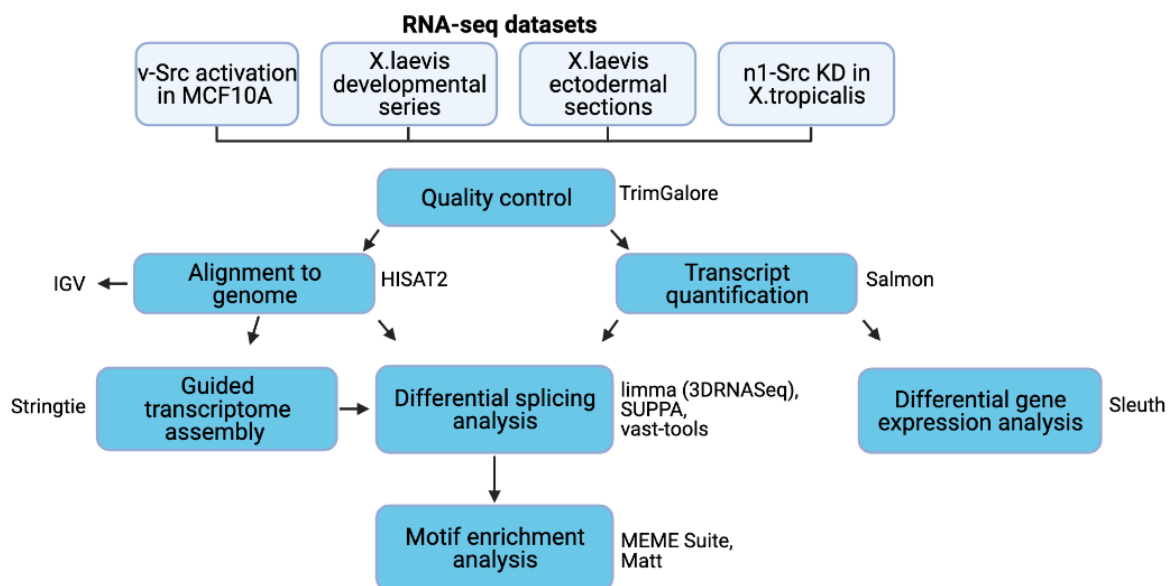 RNA-seq datasets
v-Src activation
in MCF10A
X.laevis
developmental
series
X.laevis
ectodermal
sections
n1-Src KD in
X.tropicalis
Quality control
TrimGalore
IGV
Alignment to
genome
HISAT2
Transcript
quantification
Salmon
Stringtie
Guided
transcriptome
assembly
Differential splicing
analysis
limma (3DRNASeq),
SUPPA,
vast-tools
Differential gene
expression analysis
Sleuth
Motif enrichment
analysis
MEME Suite,
Matt